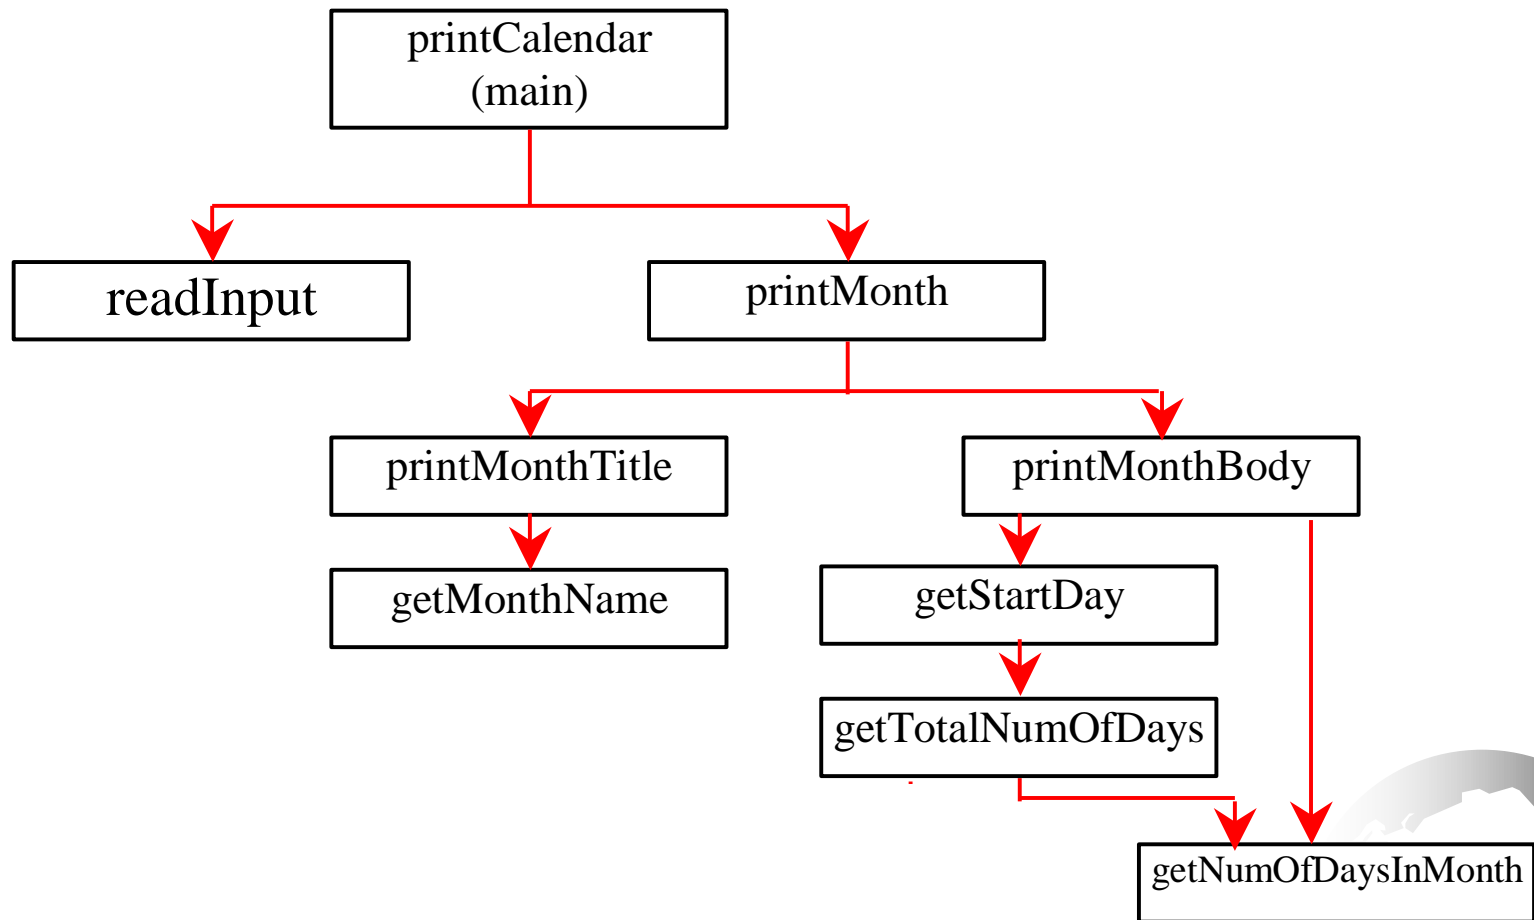 printCalendar
(main)
readInput
printMonth
printMonthTitle
printMonthBody
getMonthName
getStartDay
getTotalNumOfDays
getNumOfDaysInMonth